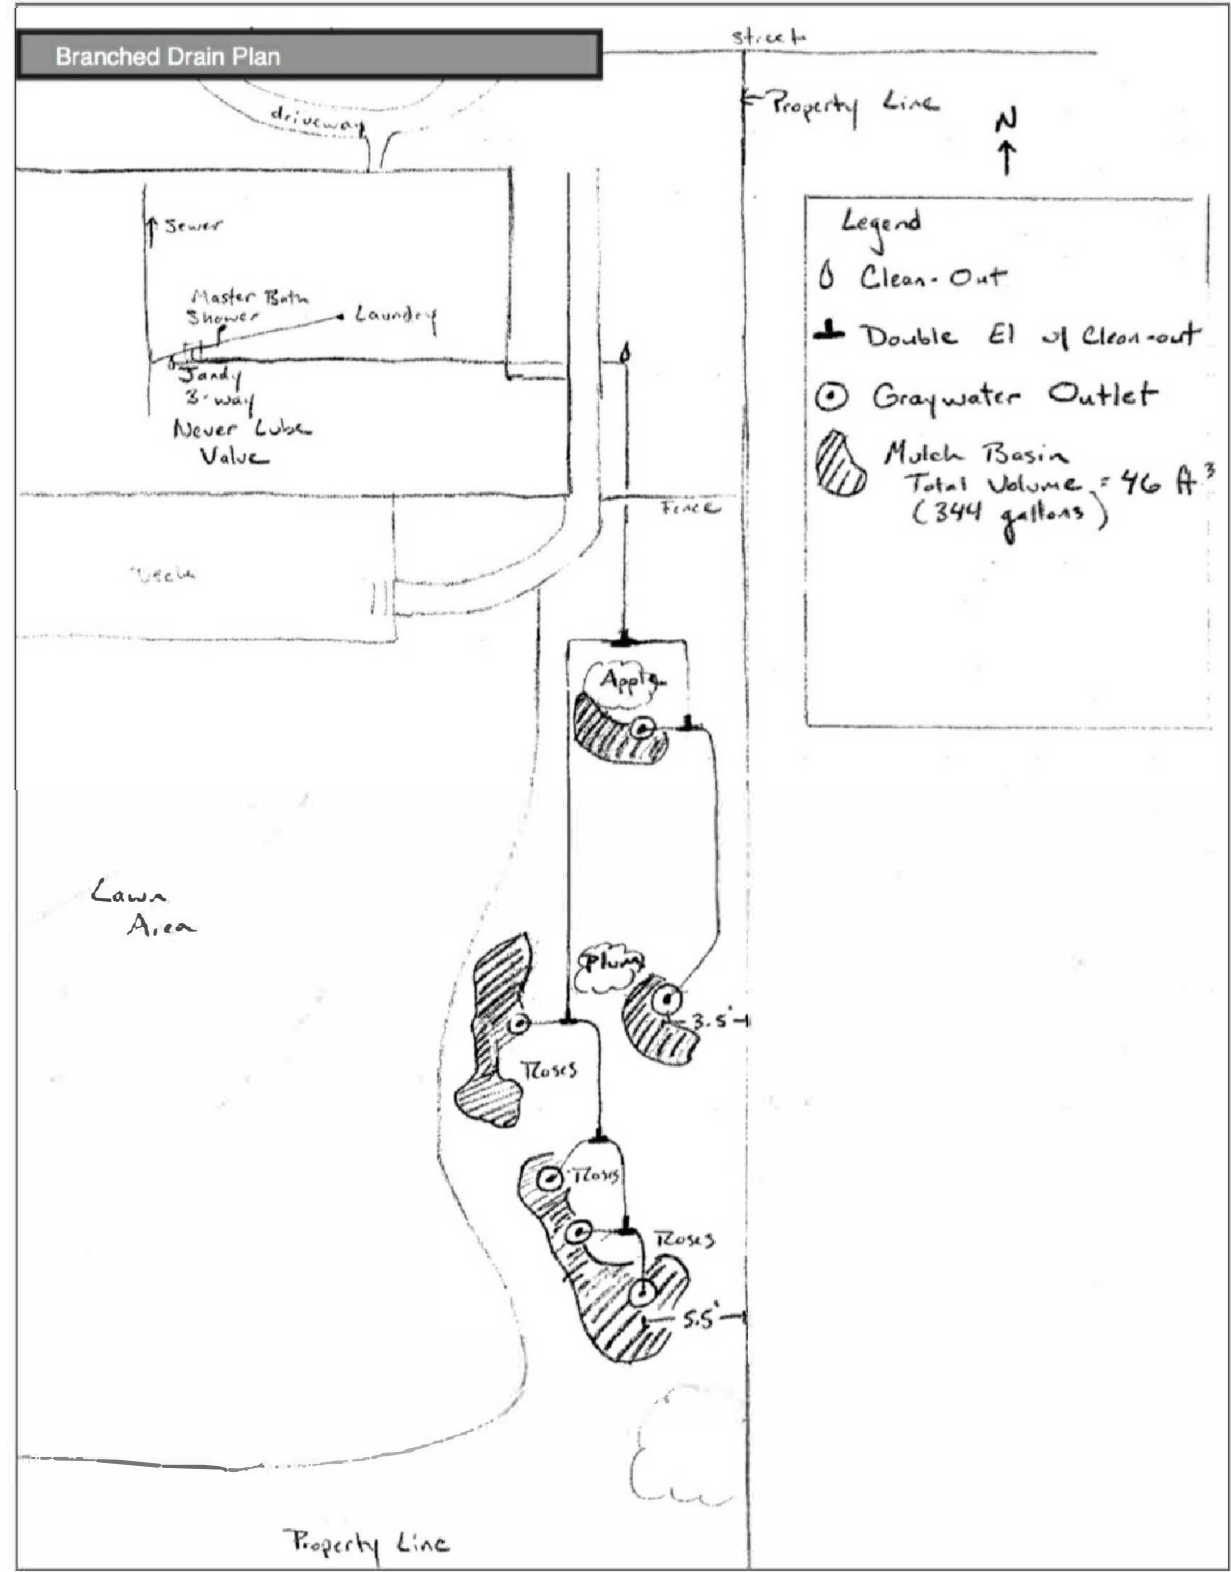 Branched Drain Plan
street
Property Line
driveway
N
Sewer
Master Bath
Shower
Laundry
Jandy
3-way
Never Lube
Valve
Legend
Clean-Out
Double El w/ Clean-out
Graywater Outlet
Mulch Basin
Total Volume = 46 ft³
(344 gallons)
Fence
Apple
Lawn
Area
Plum
3.5'
Roses
Roses
Roses
5.5'
Property Line